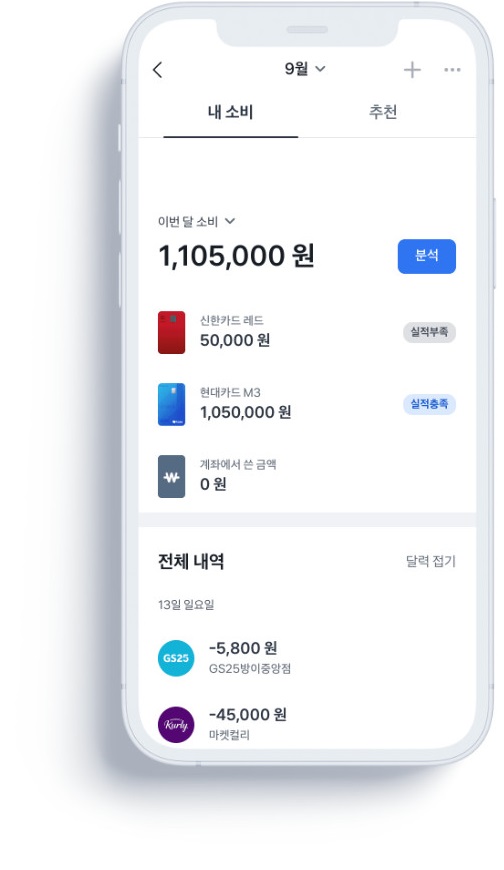 9월
내 소비 추천
이번 달 소비
1,105,000 원
분석
신한카드 레드
50,000 원
실적부족
현대카드 M3
1,050,000 원
실적충족
₩
계좌에서 쓴 금액
0 원
전체 내역 달력 접기
13일 일요일
GS25
-5,800 원
GS25방이중앙점
Kurly
-45,000 원
마켓컬리